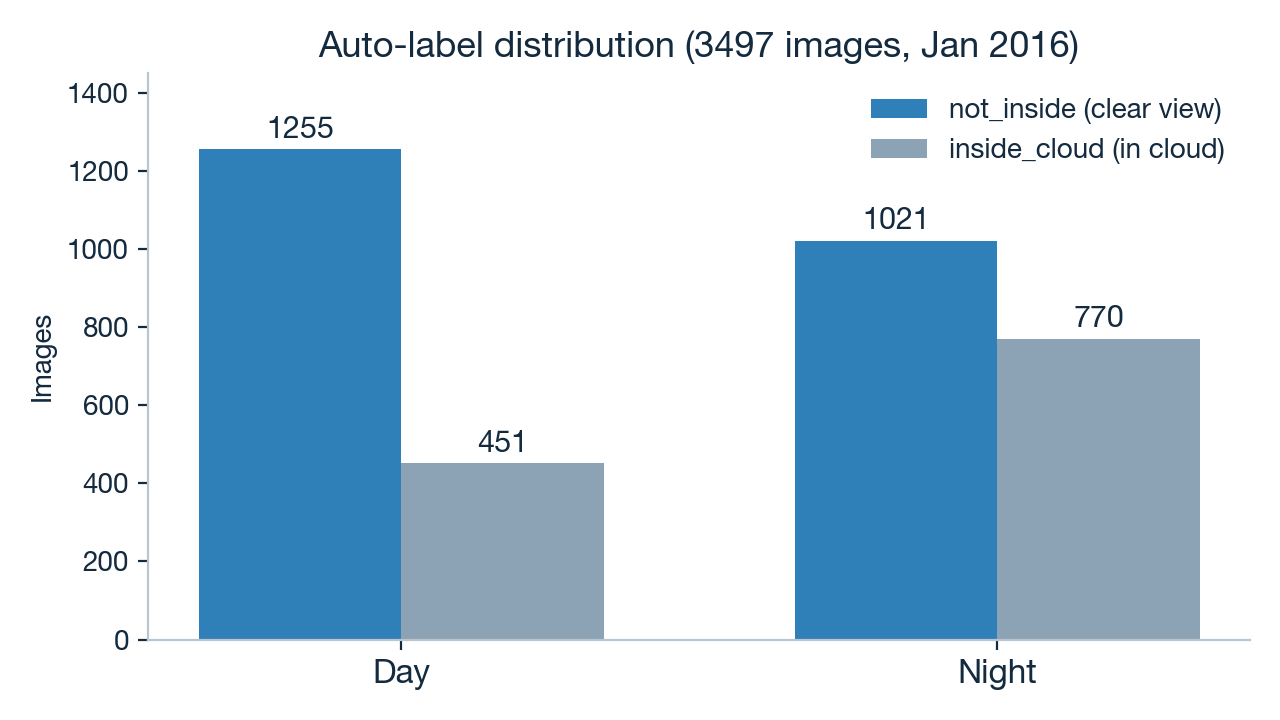 Auto-label distribution (3497 images, Jan 2016)
not_inside (clear view)
inside_cloud (in cloud)
Images
1400
1200
1000
800
600
400
200
0
1255
451
1021
770
Day
Night